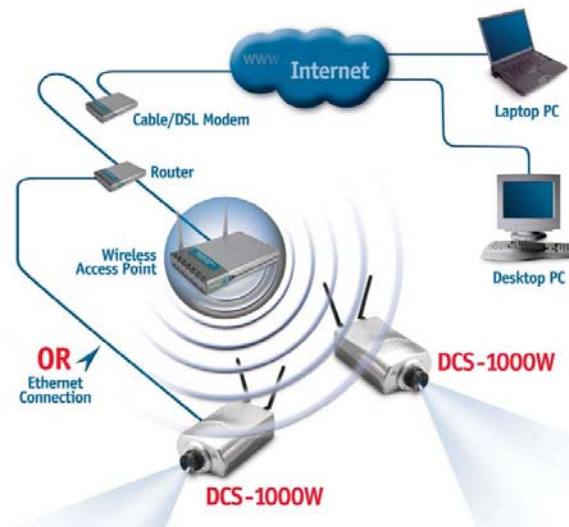 www.
Internet
Laptop PC
Cable/DSL Modem
Router
Wireless
Access Point
Desktop PC
OR
Ethernet
Connection
DCS-1000W
DCS-1000W